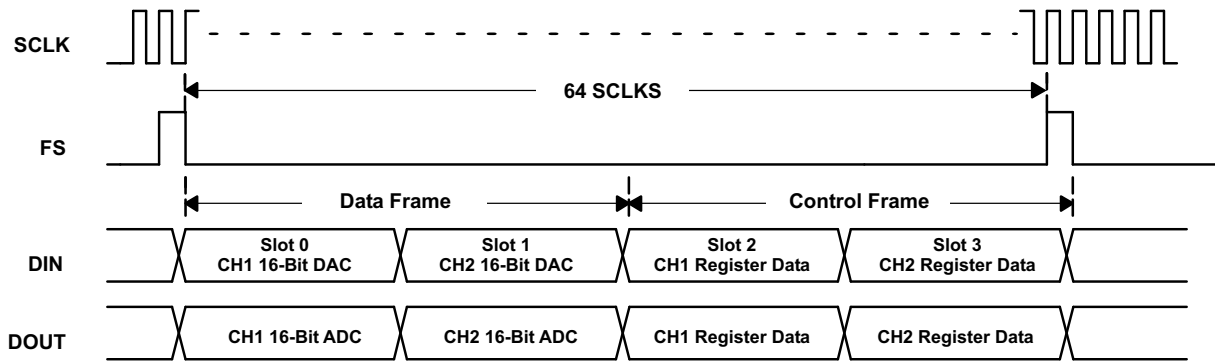 SCLK
64 SCLKS
FS
Data Frame
Control Frame
DIN
Slot 0
CH1 16-Bit DAC
Slot 1
CH2 16-Bit DAC
Slot 2
CH1 Register Data
Slot 3
CH2 Register Data
DOUT
CH1 16-Bit ADC
CH2 16-Bit ADC
CH1 Register Data
CH2 Register Data